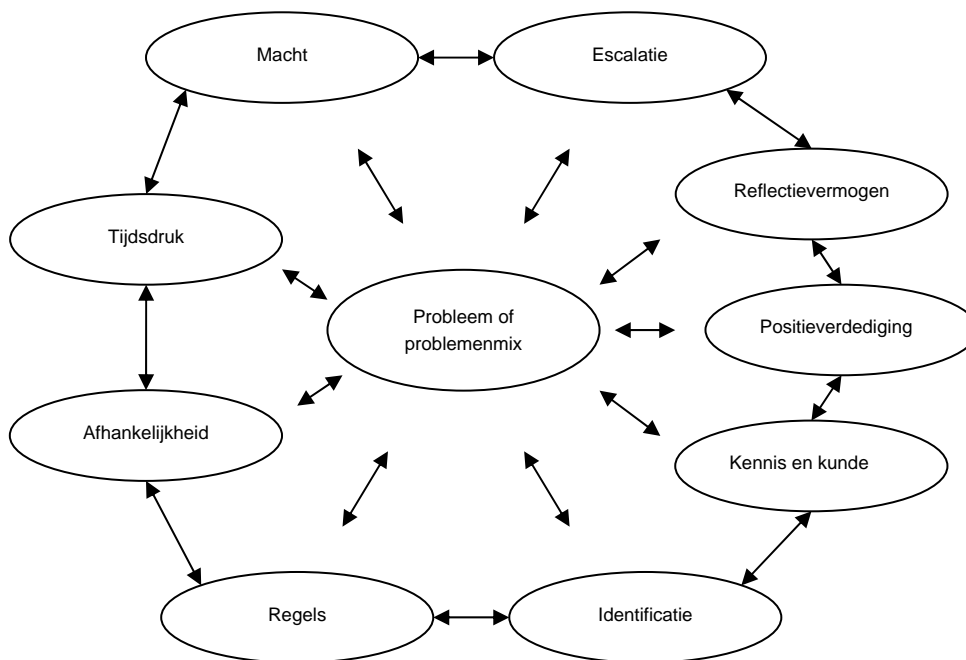 Macht
Escalatie
Reflectievermogen
Tijdsdruk
Probleem of
problemenmix
Positieverdediging
Afhankelijkheid
Kennis en kunde
Regels
Identificatie